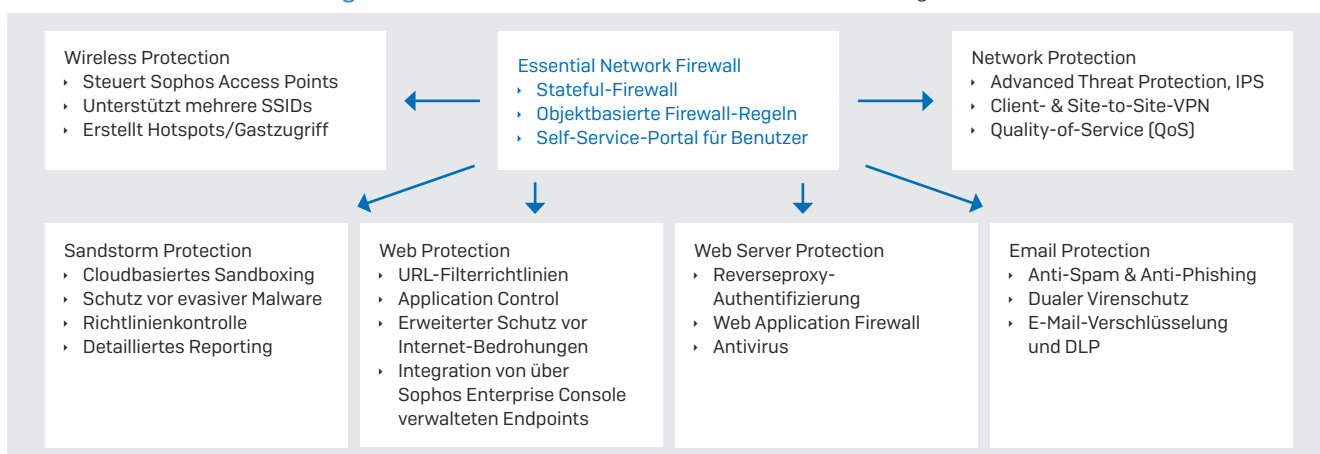 Wireless Protection
‣ Steuert Sophos Access Points
‣ Unterstützt mehrere SSIDs
‣ Erstellt Hotspots/Gastzugriff
Essential Network Firewall
‣ Stateful-Firewall
‣ Objektbasierte Firewall-Regeln
‣ Self-Service-Portal für Benutzer
Network Protection
‣ Advanced Threat Protection, IPS
‣ Client- & Site-to-Site-VPN
‣ Quality-of-Service (QoS)
Sandstorm Protection
‣ Cloudbasiertes Sandboxing
‣ Schutz vor evasiver Malware
‣ Richtlinienkontrolle
‣ Detailliertes Reporting
Web Protection
‣ URL-Filterrichtlinien
‣ Application Control
‣ Erweiterter Schutz vor
Internet-Bedrohungen
‣ Integration von über
Sophos Enterprise Console
verwalteten Endpoints
Web Server Protection
‣ Reverseproxy-
Authentifizierung
‣ Web Application Firewall
‣ Antivirus
Email Protection
‣ Anti-Spam & Anti-Phishing
‣ Dualer Virenschutz
‣ E-Mail-Verschlüsselung
und DLP